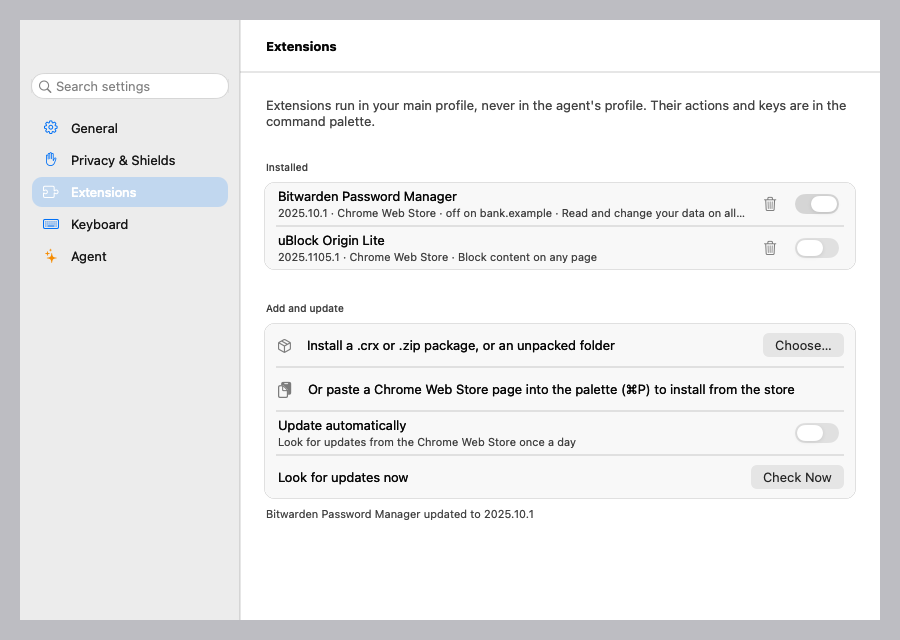 Extensions
Search settings
General
Privacy & Shields
Extensions
Keyboard
Agent
Extensions run in your main profile, never in the agent's profile. Their actions and keys are in the
command palette.
Installed
Bitwarden Password Manager
2025.10.1 · Chrome Web Store · off on bank.example · Read and change your data on all...
uBlock Origin Lite
2025.1105.1 · Chrome Web Store · Block content on any page
Add and update
Install a .crx or .zip package, or an unpacked folder
Choose...
Or paste a Chrome Web Store page into the palette (⌘P) to install from the store
Update automatically
Look for updates from the Chrome Web Store once a day
Look for updates now
Check Now
Bitwarden Password Manager updated to 2025.10.1